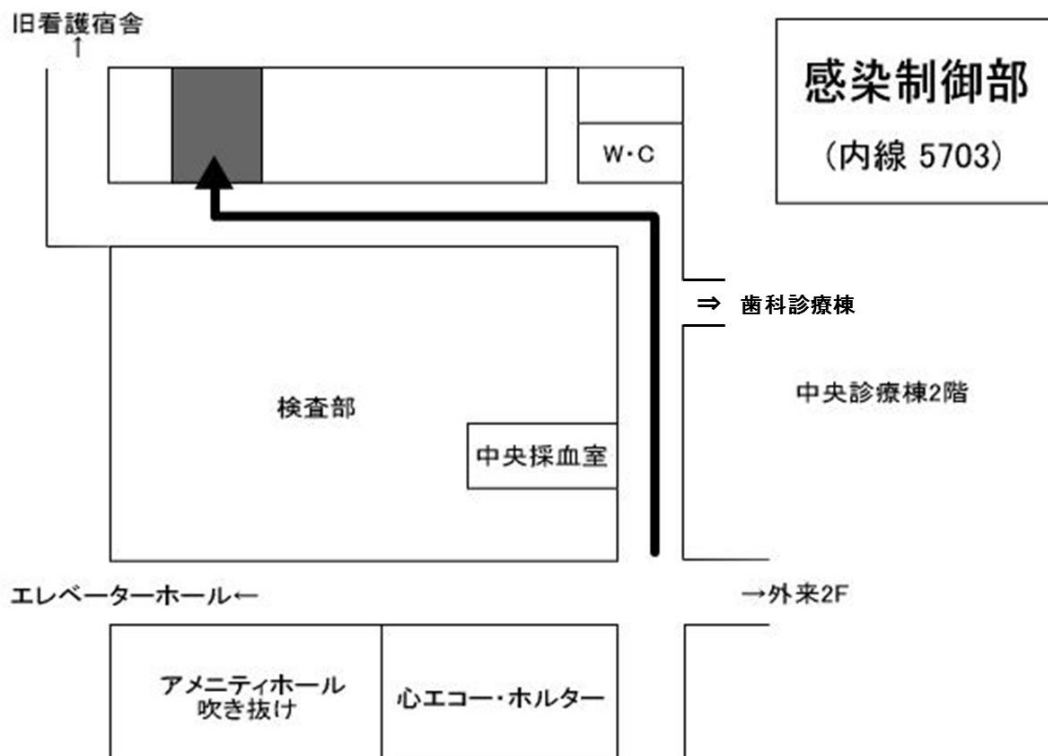 旧看護宿舎
↑
感染制御部
(内線 5703)
W・C
⇒ 歯科診療棟
中央診療棟2階
検査部
中央採血室
エレベーターホール←
→外来2F
アメニティホール
吹き抜け
心エコー・ホルター